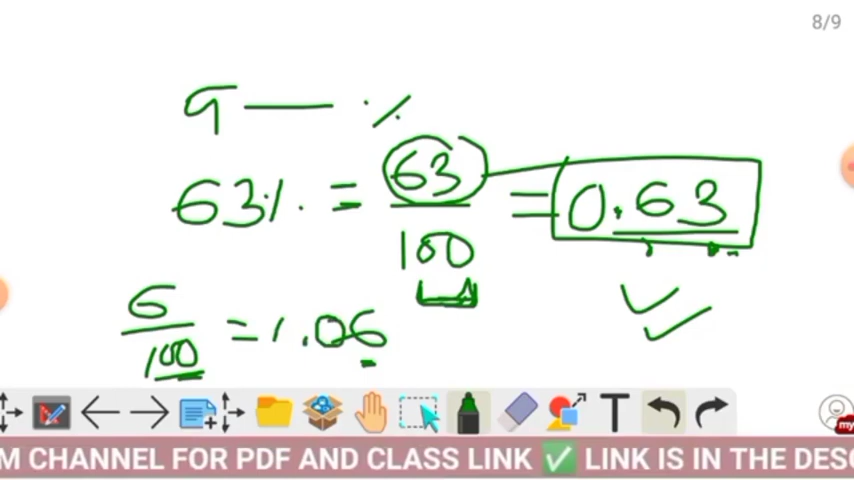 8/9
9 — %
63% = 63/100 = 0.63
6/100 = 1.06
T
my
M CHANNEL FOR PDF AND CLASS LINK ✅ LINK IS IN THE DESC